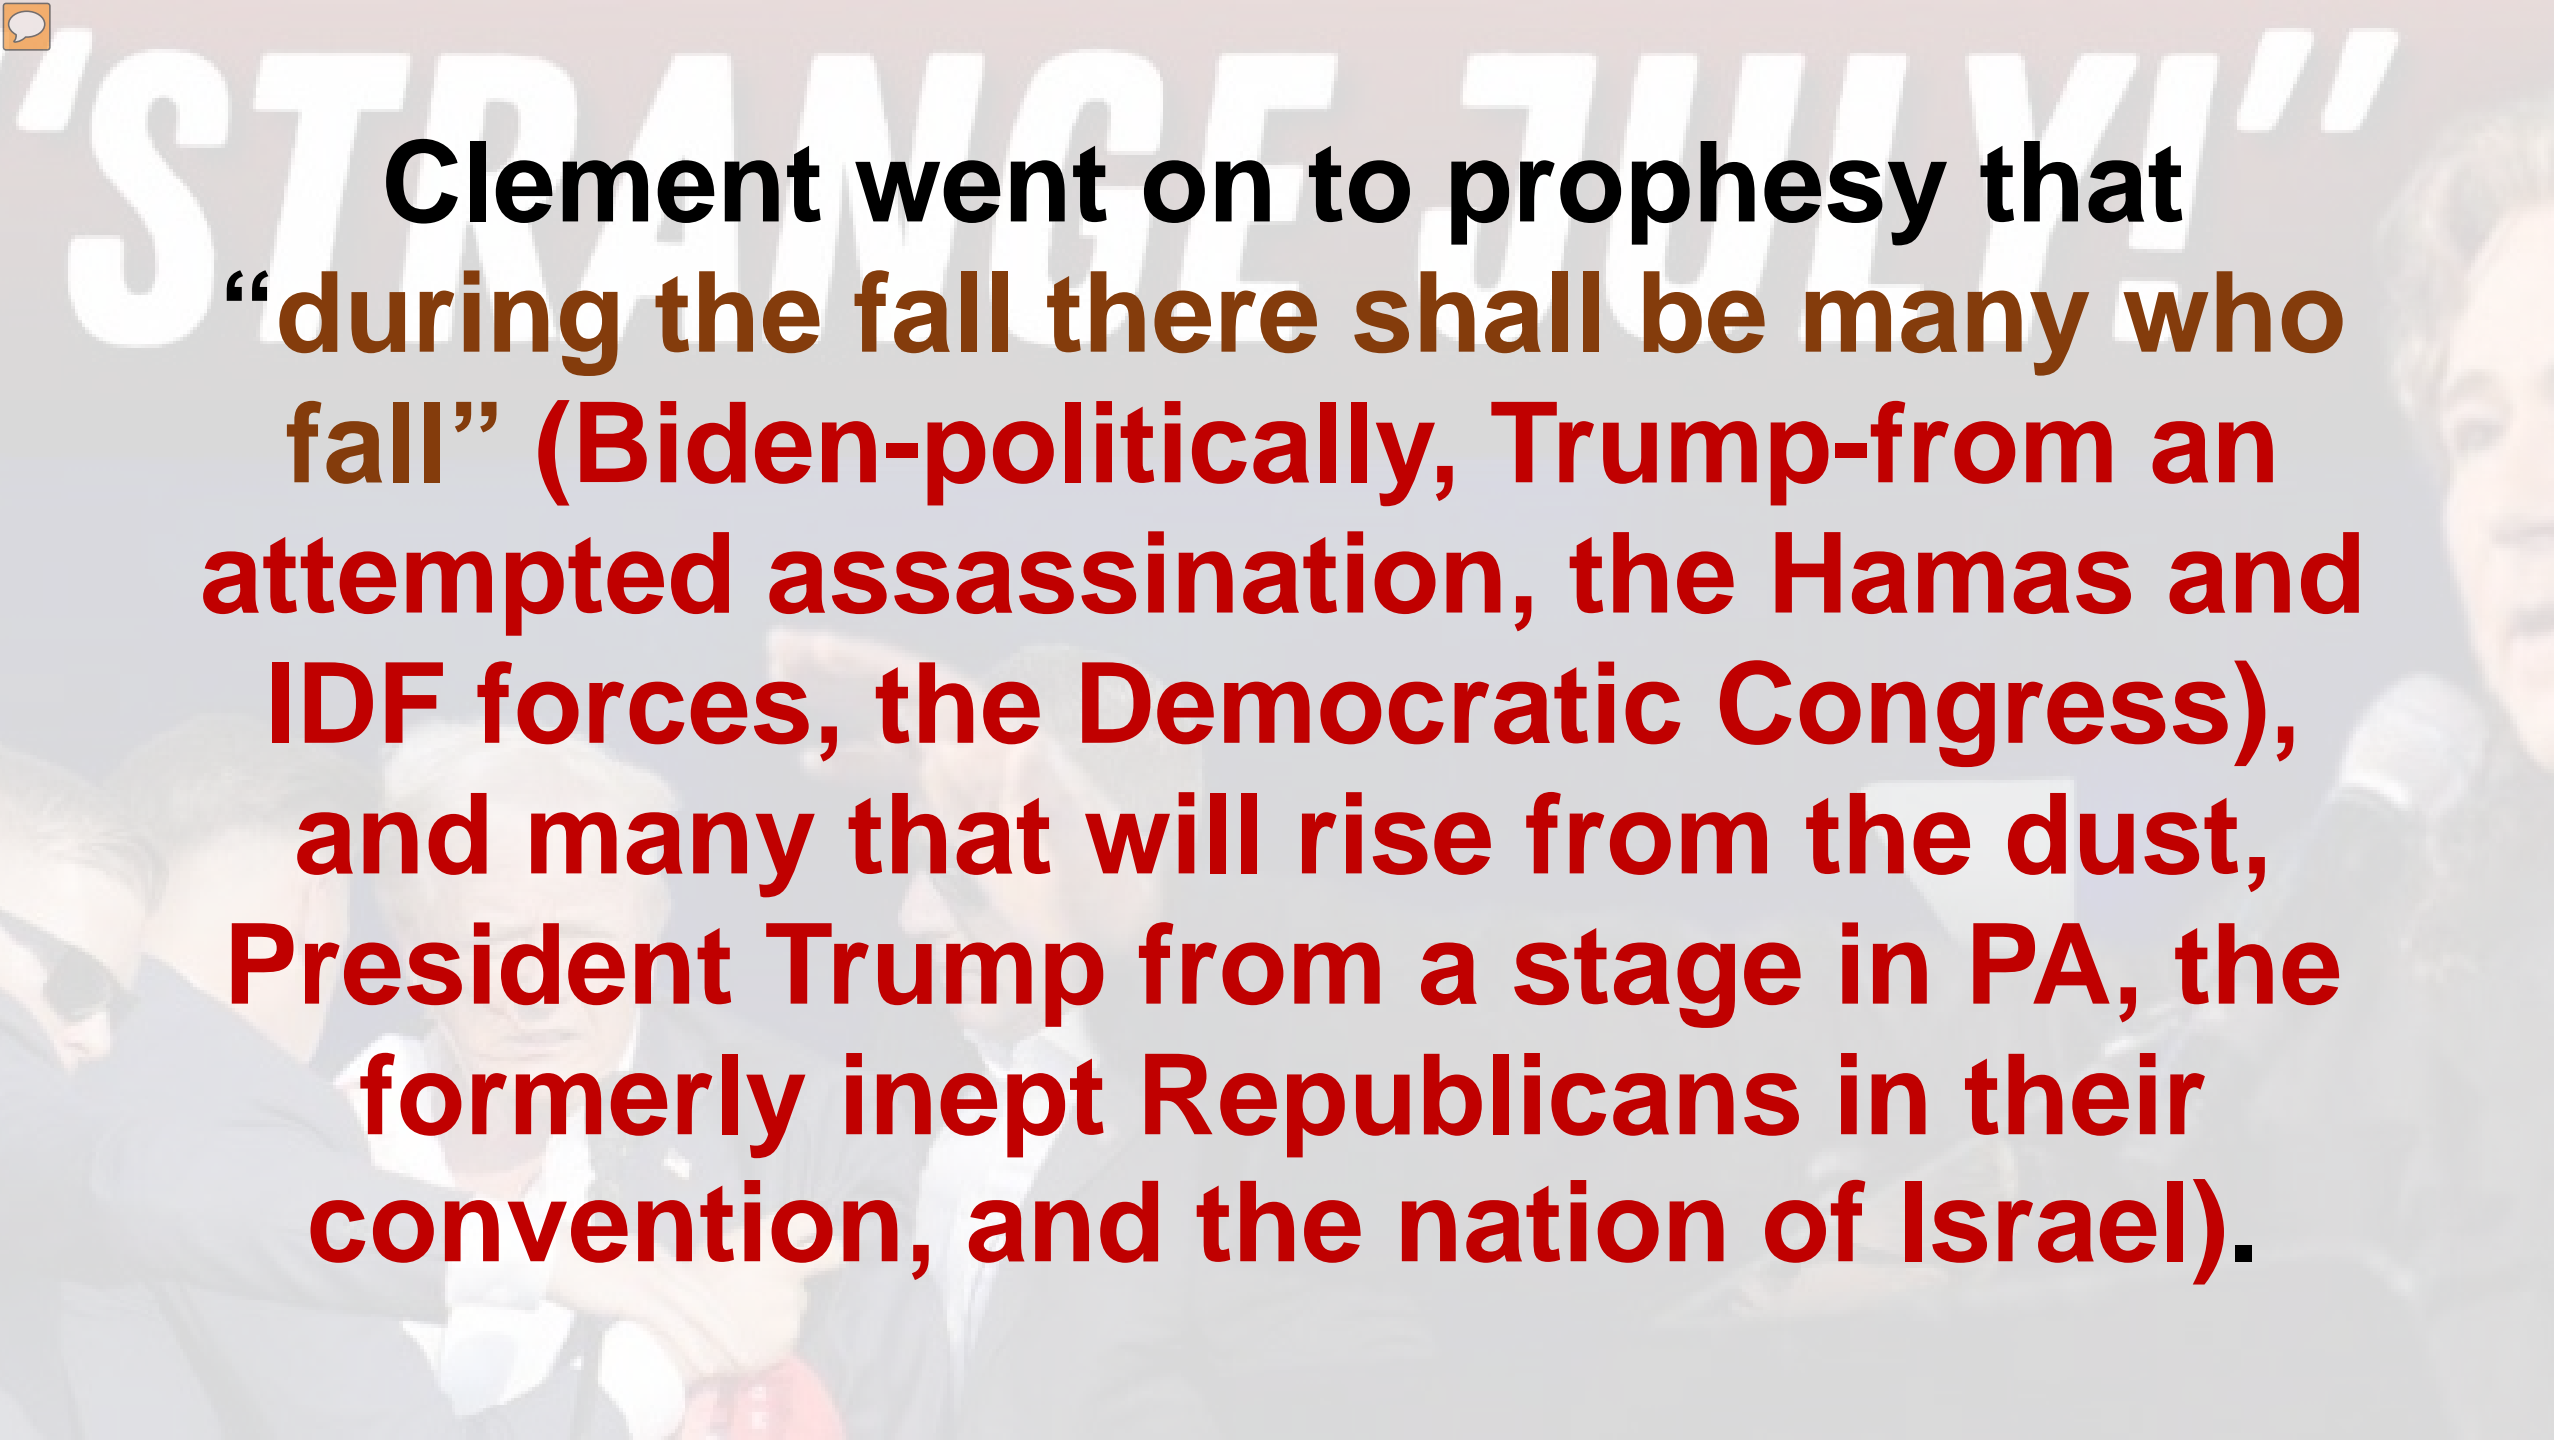 "STRANGE JULY!"
Clement went on to prophesy that
“during the fall there shall be many who
fall” (Biden-politically, Trump-from an
attempted assassination, the Hamas and
IDF forces, the Democratic Congress),
and many that will rise from the dust,
President Trump from a stage in PA, the
formerly inept Republicans in their
convention, and the nation of Israel).